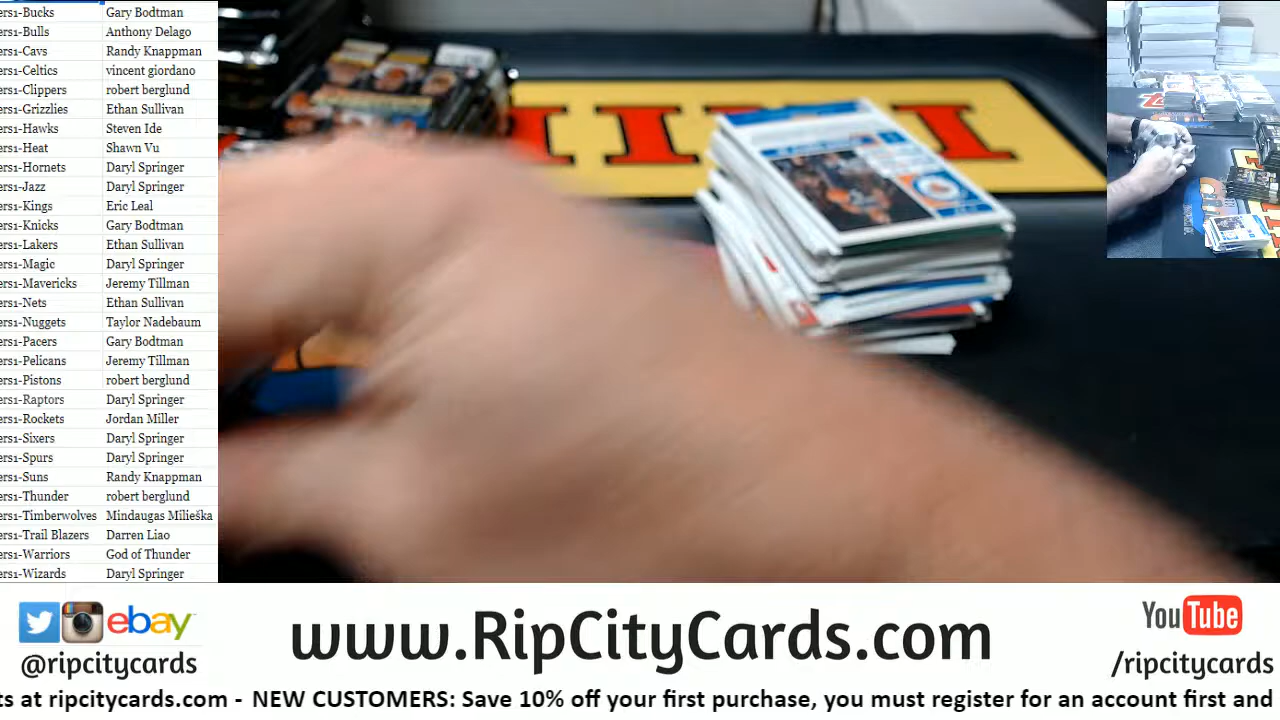 ers1-Bucks Gary Bodtman
ers1-Bulls Anthony Delago
ers1-Cavs Randy Knappman
ers1-Celtics vincent giordano
ers1-Clippers robert berglund
ers1-Grizzlies Ethan Sullivan
ers1-Hawks Steven Ide
ers1-Heat Shawn Vu
ers1-Hornets Daryl Springer
ers1-Jazz Daryl Springer
ers1-Kings Eric Leal
ers1-Knicks Gary Bodtman
ers1-Lakers Ethan Sullivan
ers1-Magic Daryl Springer
ers1-Mavericks Jeremy Tillman
ers1-Nets Ethan Sullivan
ers1-Nuggets Taylor Nadebaum
ers1-Pacers Gary Bodtman
ers1-Pelicans Jeremy Tillman
ers1-Pistons robert berglund
ers1-Raptors Daryl Springer
ers1-Rockets Jordan Miller
ers1-Sixers Daryl Springer
ers1-Spurs Daryl Springer
ers1-Suns Randy Knappman
ers1-Thunder robert berglund
ers1-Timberwolves Mindaugas Milieška
ers1-Trail Blazers Darren Liao
ers1-Warriors God of Thunder
ers1-Wizards Daryl Springer
ebay
@ripcitycards
www.RipCityCards.com
YouTube
/ripcitycards
ts at ripcitycards.com - NEW CUSTOMERS: Save 10% off your first purchase, you must register for an account first and